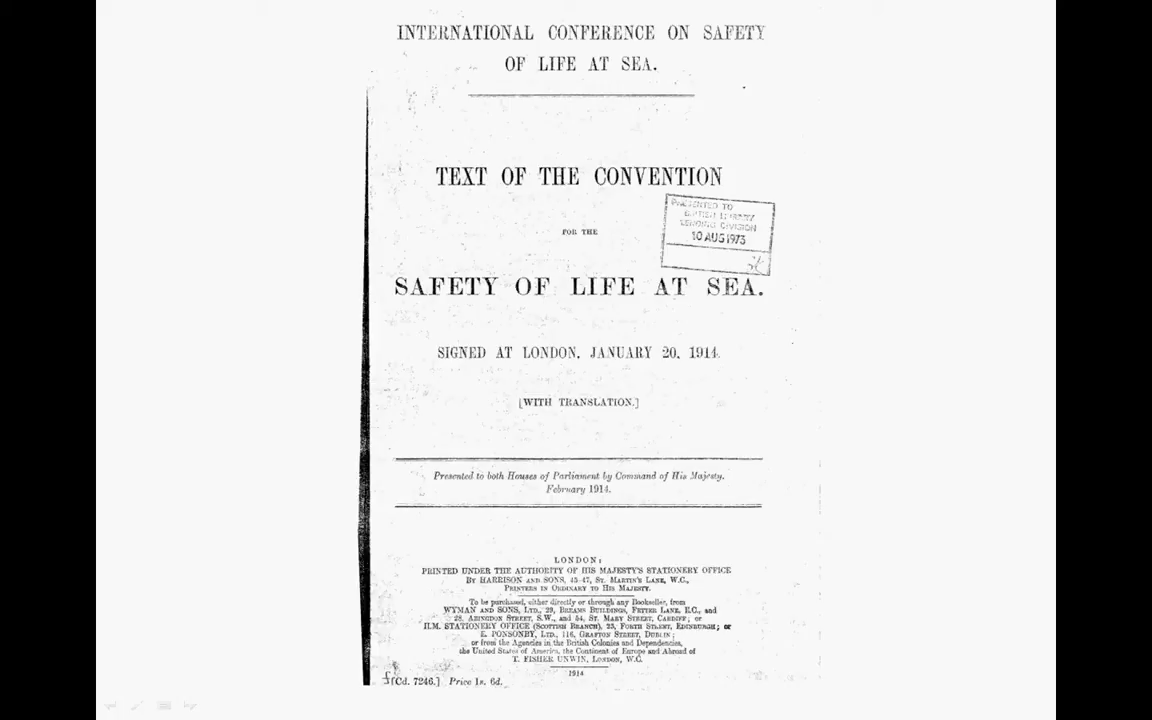 INTERNATIONAL CONFERENCE ON SAFETY
OF LIFE AT SEA.
TEXT OF THE CONVENTION
PRESENTED TO
BRITISH LIBRARY
LENDING DIVISION
10 AUG 1973
FOR THE
SAFETY OF LIFE AT SEA.
SIGNED AT LONDON, JANUARY 20, 1914.
[WITH TRANSLATION.]
Presented to both Houses of Parliament by Command of His Majesty.
February 1914.
LONDON:
PRINTED UNDER THE AUTHORITY OF HIS MAJESTY'S STATIONERY OFFICE
BY HARRISON AND SONS, 45-47, ST. MARTIN'S LANE, W.C.,
PRINTERS IN ORDINARY TO HIS MAJESTY.
To be purchased, either directly or through any Bookseller, from
WYMAN AND SONS, LTD., 29, BREAMS BUILDINGS, FETTER LANE, E.C., and
28, ABINGDON STREET, S.W., and 54, ST. MARY STREET, CARDIFF; or
H.M. STATIONERY OFFICE (SCOTTISH BRANCH), 23, FORTH STREET, EDINBURGH; or
E. PONSONBY, LTD., 116, GRAFTON STREET, DUBLIN;
or from the Agencies in the British Colonies and Dependencies,
the United States of America, the Continent of Europe and Abroad of
T. FISHER UNWIN, LONDON, W.C.
1914
[Cd. 7246.] Price 1s. 6d.